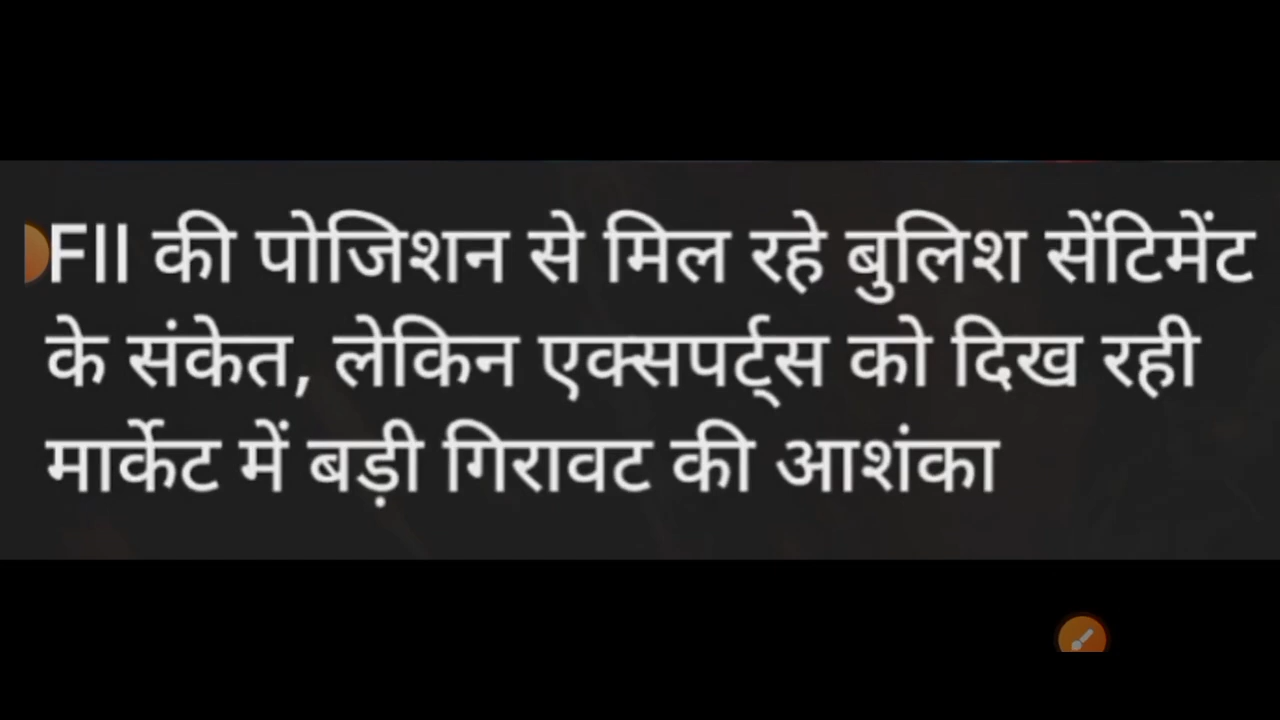 FII की पोजिशन से मिल रहे बुलिश सेंटिमेंट
के संकेत, लेकिन एक्सपर्ट्स को दिख रही
मार्केट में बड़ी गिरावट की आशंका